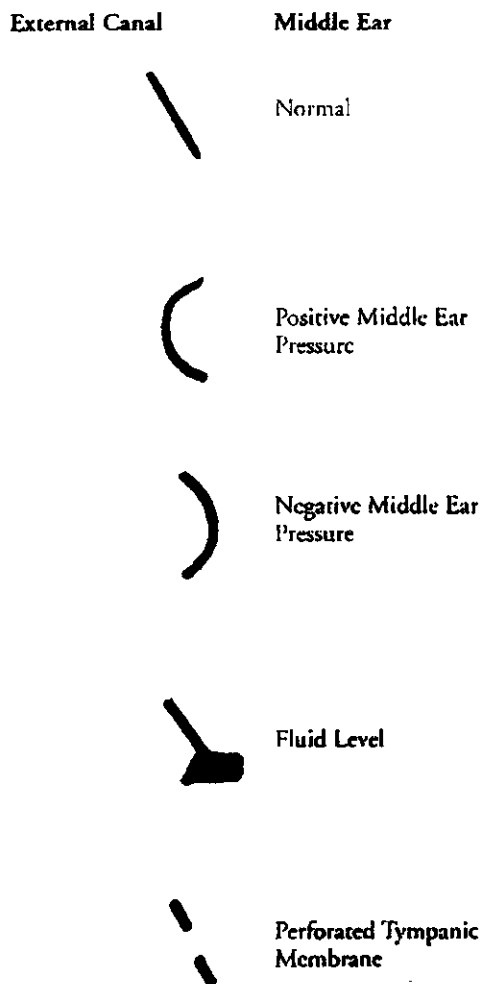 External Canal Middle Ear
Normal
Positive Middle Ear
Pressure
Negative Middle Ear
Pressure
Fluid Level
Perforated Tympanic
Membrane